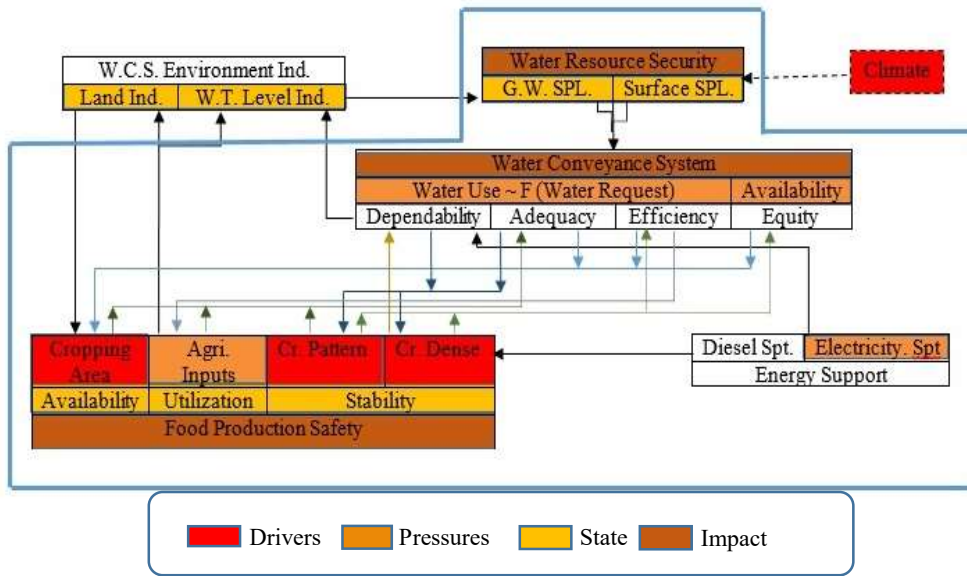 Water Resource Security
Climate
W.C.S. Environment Ind.
G.W. SPL. Surface SPL.
Land Ind. W.T. Level Ind.
Water Conveyance System
Water Use ~ F (Water Request) Availability
Dependability Adequacy Efficiency Equity
Cropping Area
Agri. Inputs
Cr. Pattern Cr. Dense
Diesel Spt. Electricity. Spt
Energy Support
Availability Utilization Stability
Food Production Safety
Drivers Pressures State Impact